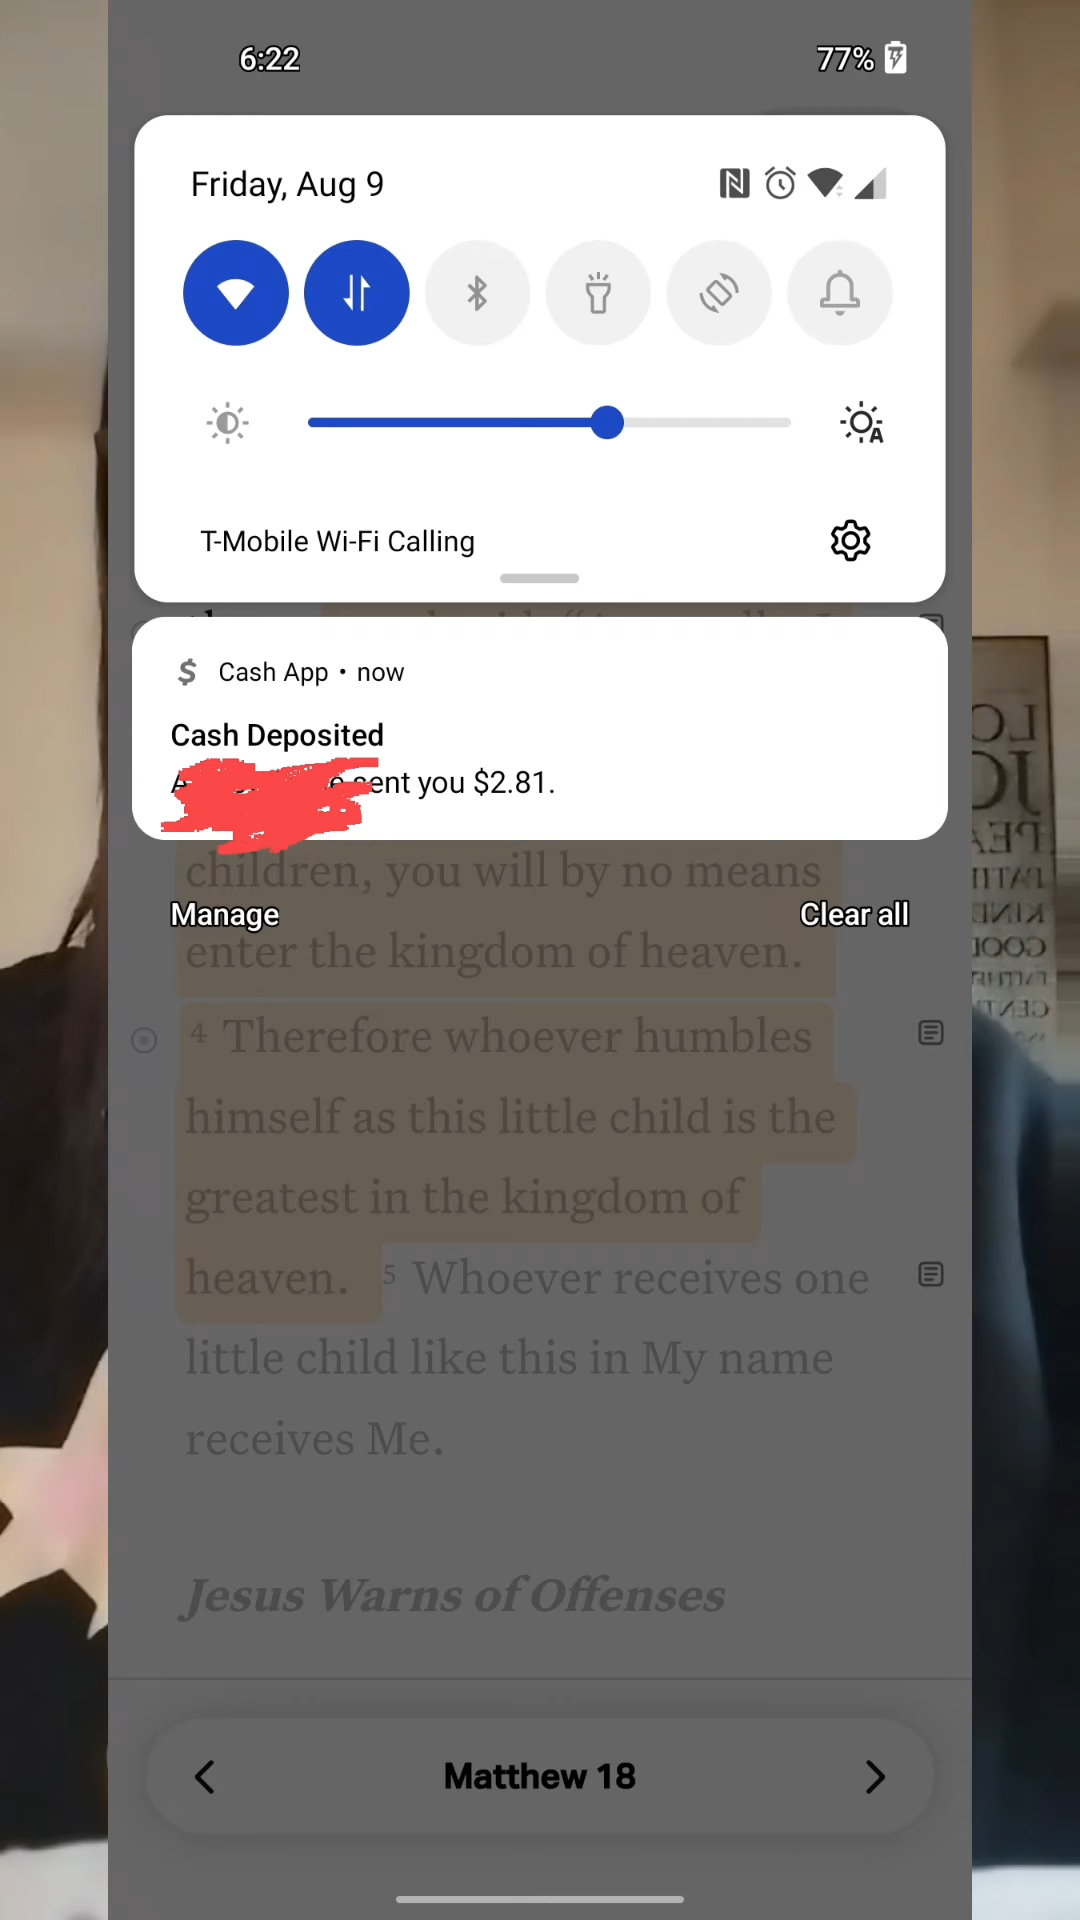 6:22
77%
Friday, Aug 9
T-Mobile Wi-Fi Calling
$ Cash App • now
Cash Deposited
sent you $2.81.
children, you will by no means
Manage
Clear all
enter the kingdom of heaven.
4 Therefore whoever humbles
himself as this little child is the
greatest in the kingdom of
heaven. 5 Whoever receives one
little child like this in My name
receives Me.
Jesus Warns of Offenses
Matthew 18